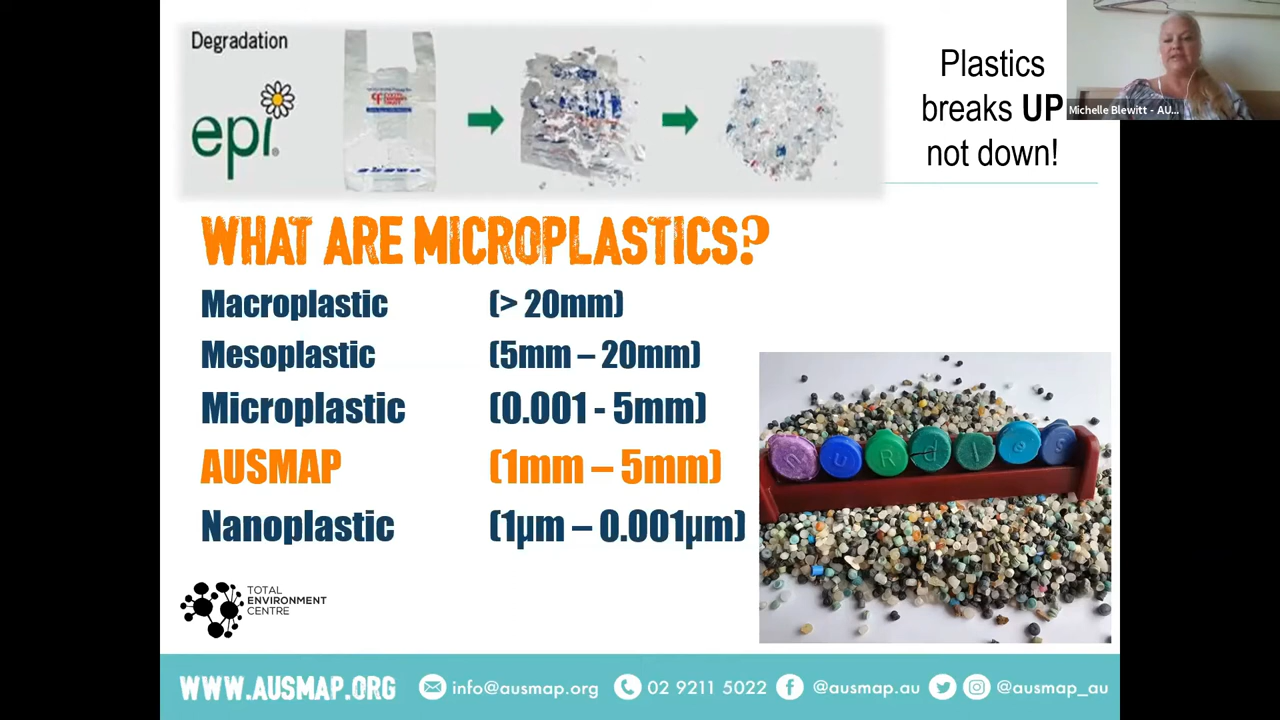 Degradation
epi®
Plastics
breaks UP
not down!
Michelle Blewitt - AU...
WHAT ARE MICROPLASTICS?
Macroplastic (> 20mm)
Mesoplastic (5mm – 20mm)
Microplastic (0.001 - 5mm)
AUSMAP (1mm – 5mm)
Nanoplastic (1µm – 0.001µm)
nuRdles
TOTAL
ENVIRONMENT
CENTRE
WWW.AUSMAP.ORG info@ausmap.org 02 9211 5022 @ausmap.au @ausmap_au